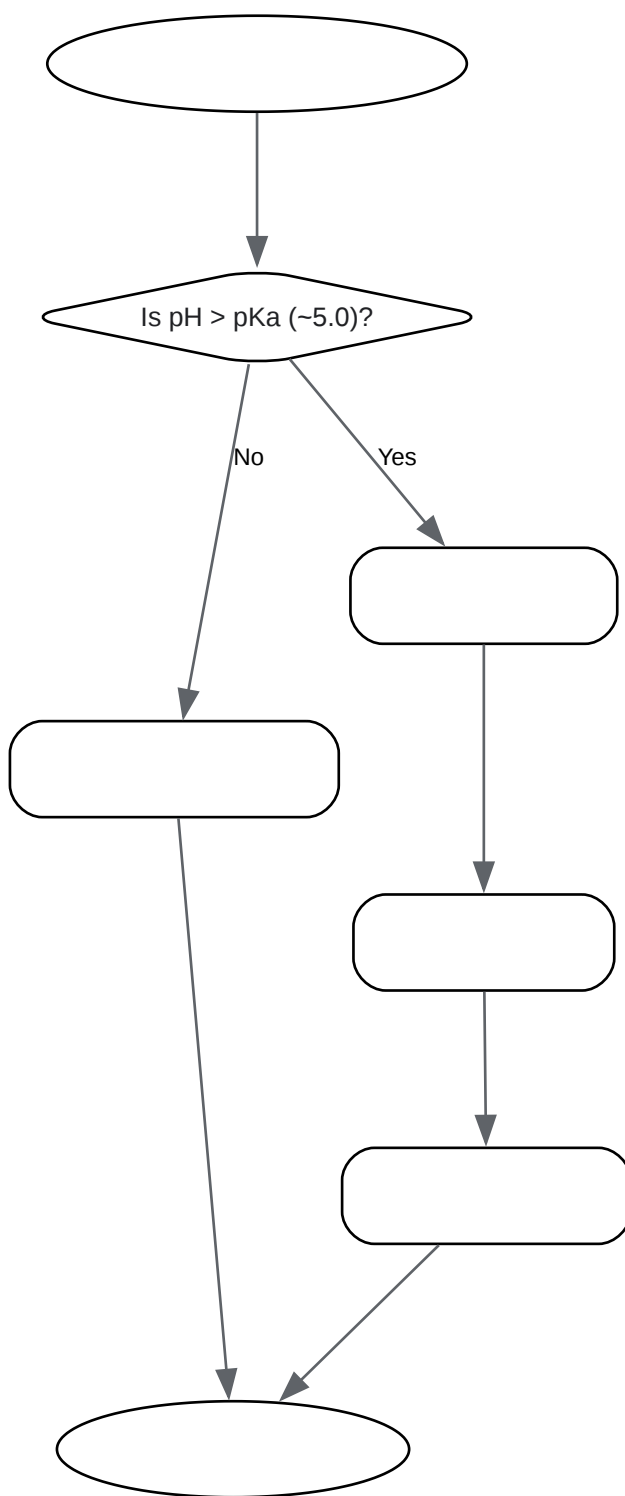 Is pH > pKa (~5.0)?
No
Yes